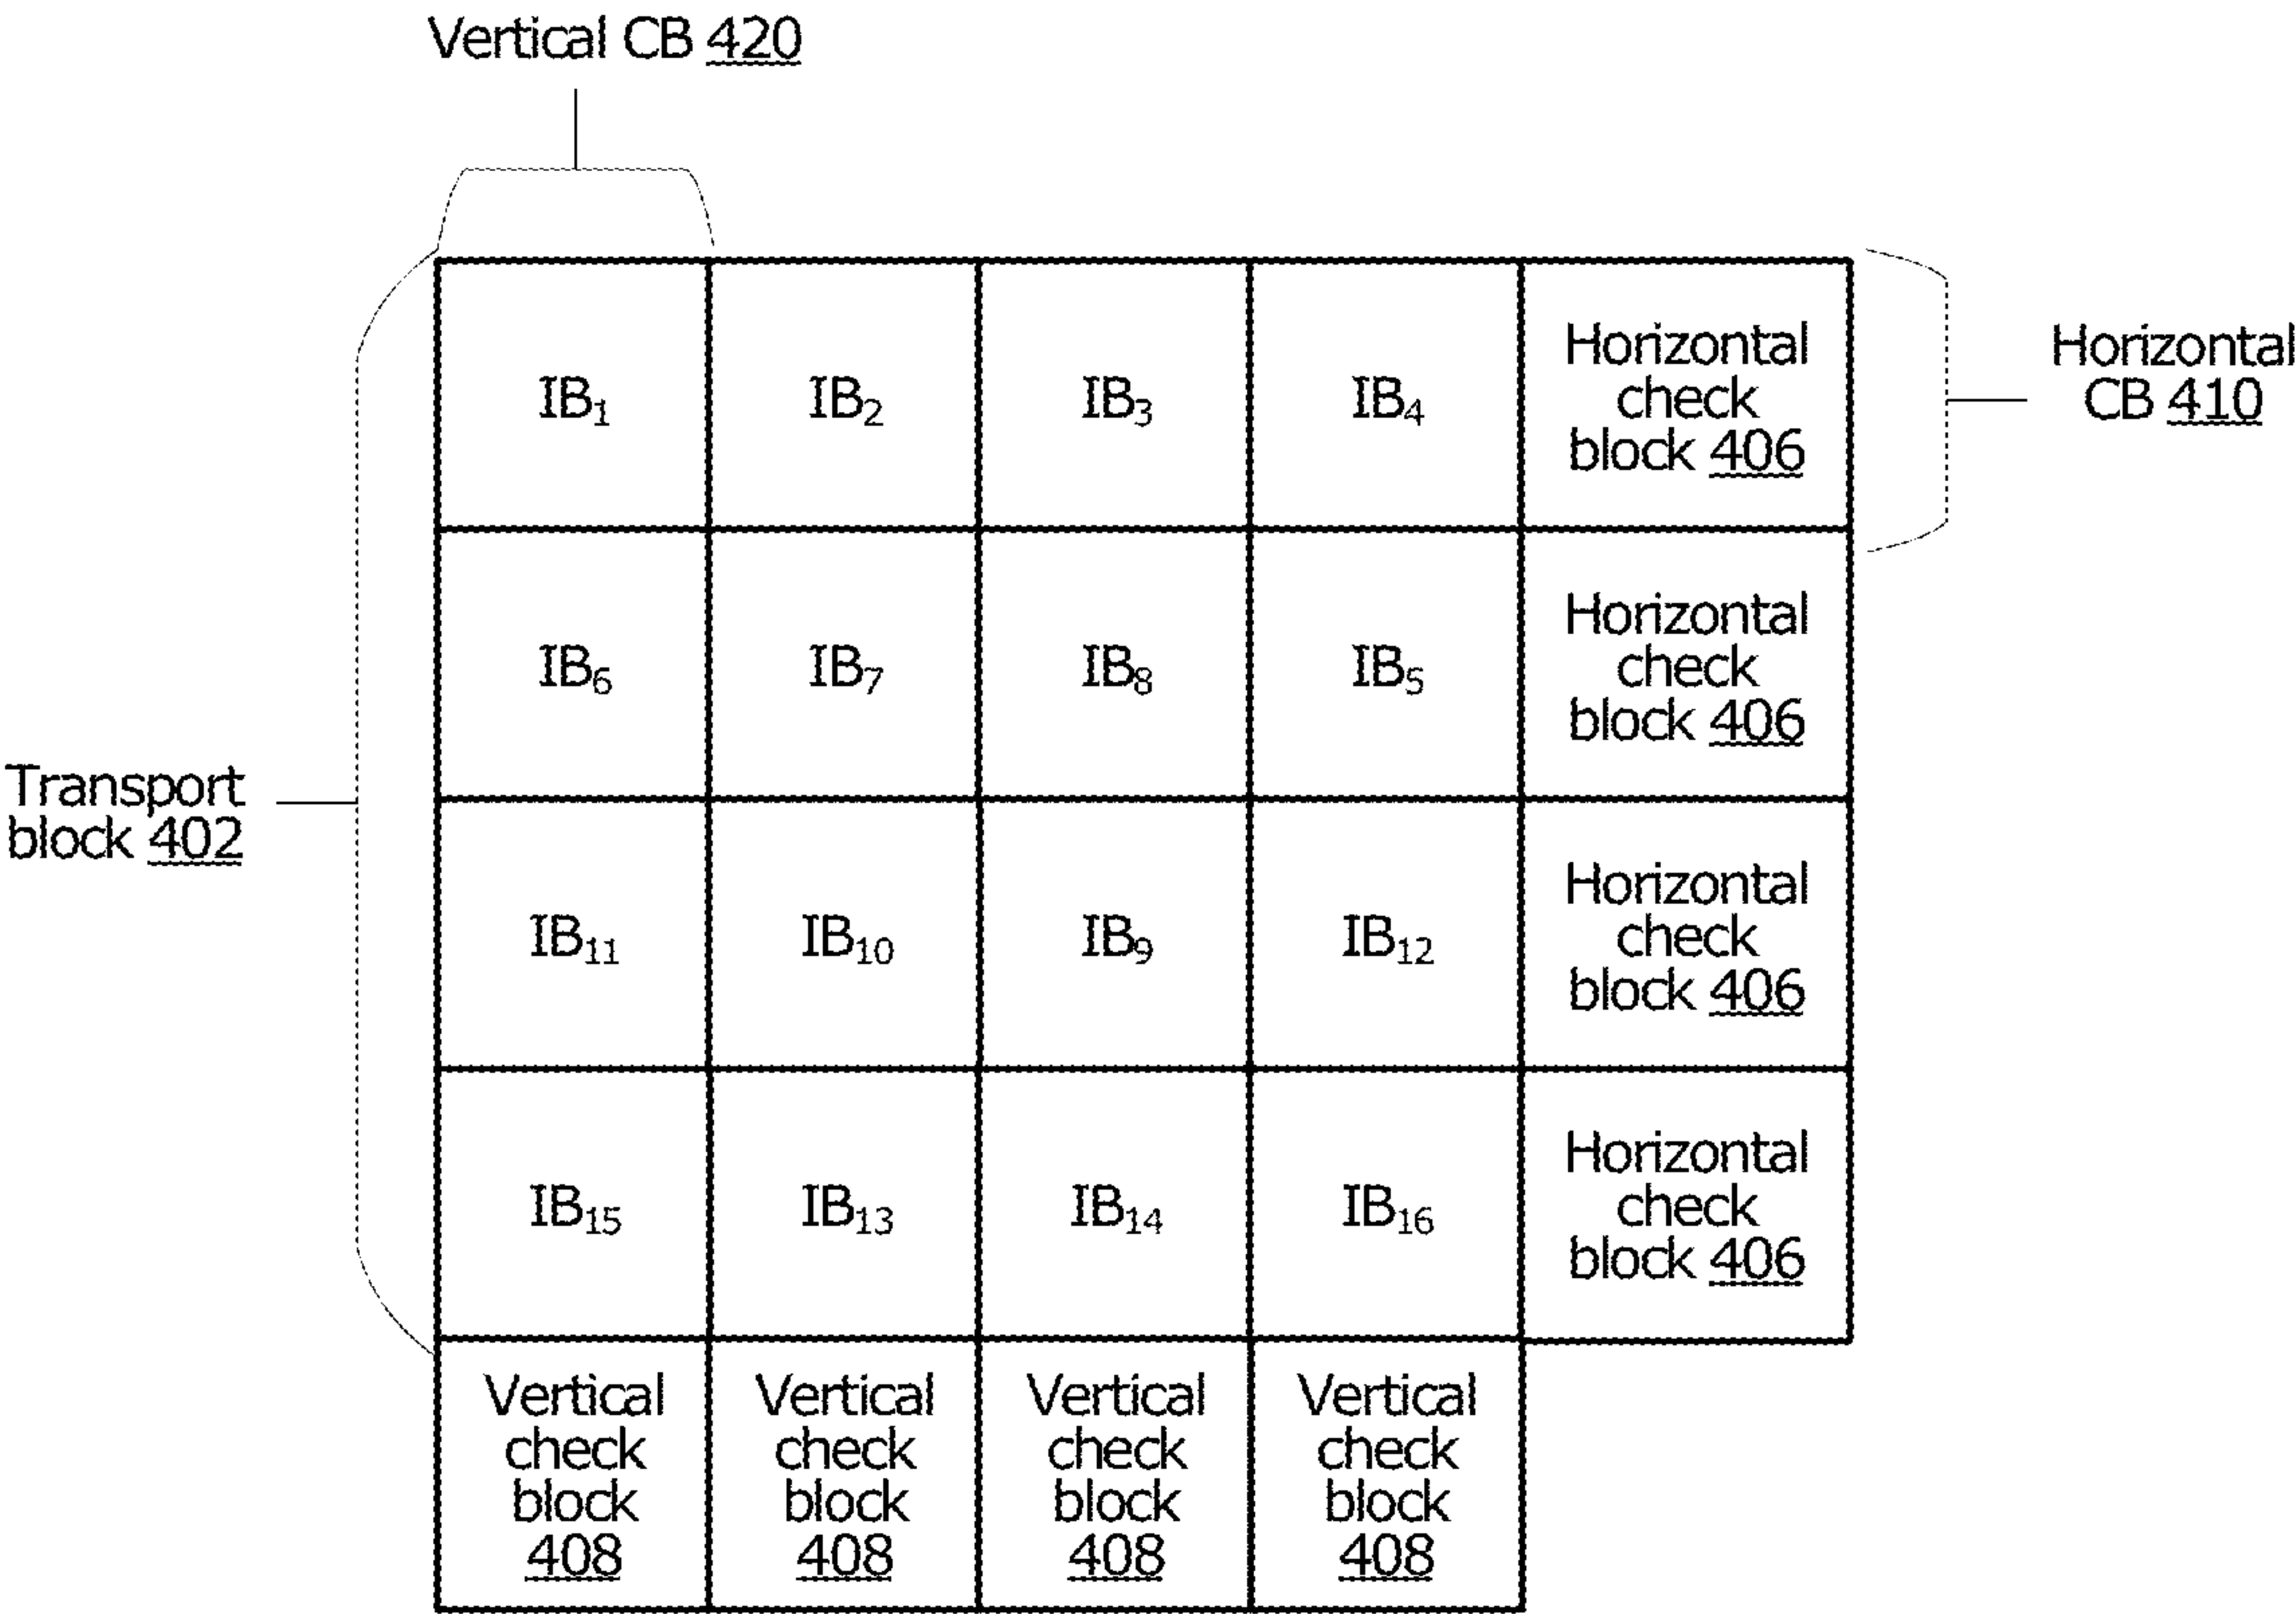 Vertical CB 420
IB₁
IB₂
IB₃
IB₄
Horizontal
check
block 406
Horizontal
CB 410
IB₆
IB₇
IB₈
IB₅
Horizontal
check
block 406
Transport
block 402
IB₁₁
IB₁₀
IB₉
IB₁₂
Horizontal
check
block 406
IB₁₅
IB₁₃
IB₁₄
IB₁₆
Horizontal
check
block 406
Vertical
check
block
408
Vertical
check
block
408
Vertical
check
block
408
Vertical
check
block
408